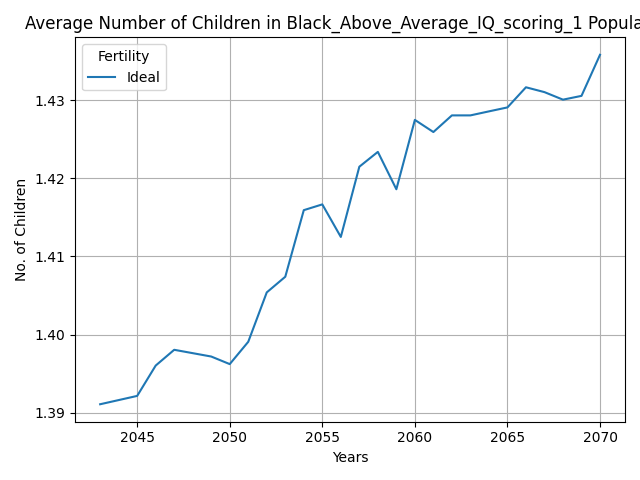 Average Number of Children in Black_Above_Average_IQ_scoring_1 Popula
Fertility
Ideal
No. of Children
1.43
1.42
1.41
1.40
1.39
2045 2050 2055 2060 2065 2070
Years